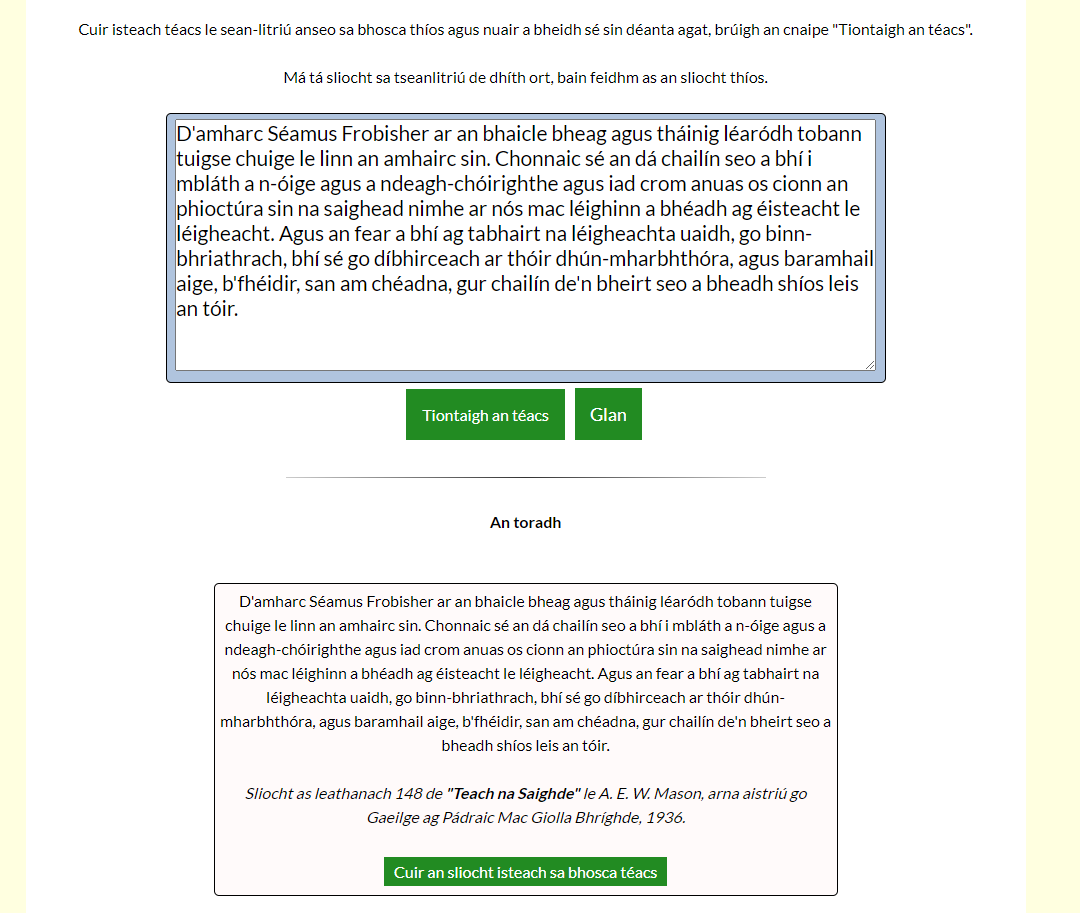 Cuir isteach téacs le sean-litriú anseo sa bhosca thíos agus nuair a bheidh sé sin déanta agat, brúigh an cnaipe "Tiontaigh an téacs".
Má tá sliocht sa tseanlitriú de dhíth ort, bain feidhm as an sliocht thíos.
D'amharc Séamus Frobisher ar an bhaicle bheag agus tháinig léaródh tobann
tuigse chuige le linn an amhairc sin. Chonnaic sé an dá chailín seo a bhí i
mbláth a n-óige agus a ndeagh-chóirighthe agus iad crom anuas os cionn an
phioctúra sin na saighead nimhe ar nós mac léighinn a bhéadh ag éisteacht le
léigheacht. Agus an fear a bhí ag tabhairt na léigheachta uaidh, go binn-
bhriathrach, bhí sé go díbhirceach ar thóir dhún-mharbhthóra, agus baramhail
aige, b'fhéidir, san am chéadna, gur chailín de'n bheirt seo a bheadh shíos leis
an tóir.
Tiontaigh an téacs
Glan
An toradh
D'amharc Séamus Frobisher ar an bhaicle bheag agus tháinig léaródh tobann tuigse
chuige le linn an amhairc sin. Chonnaic sé an dá chailín seo a bhí i mbláth a n-óige agus a
ndeagh-chóirighthe agus iad crom anuas os cionn an phioctúra sin na saighead nimhe ar
nós mac léighinn a bhéadh ag éisteacht le léigheacht. Agus an fear a bhí ag tabhairt na
léigheachta uaidh, go binn-bhriathrach, bhí sé go díbhirceach ar thóir dhún-
mharbhthóra, agus baramhail aige, b'fhéidir, san am chéadna, gur chailín de'n bheirt seo a
bheadh shíos leis an tóir.
Sliocht as leathanach 148 de "Teach na Saighde" le A. E. W. Mason, arna aistriú go
Gaeilge ag Pádraic Mac Giolla Bhríghde, 1936.
Cuir an sliocht isteach sa bhosca téacs